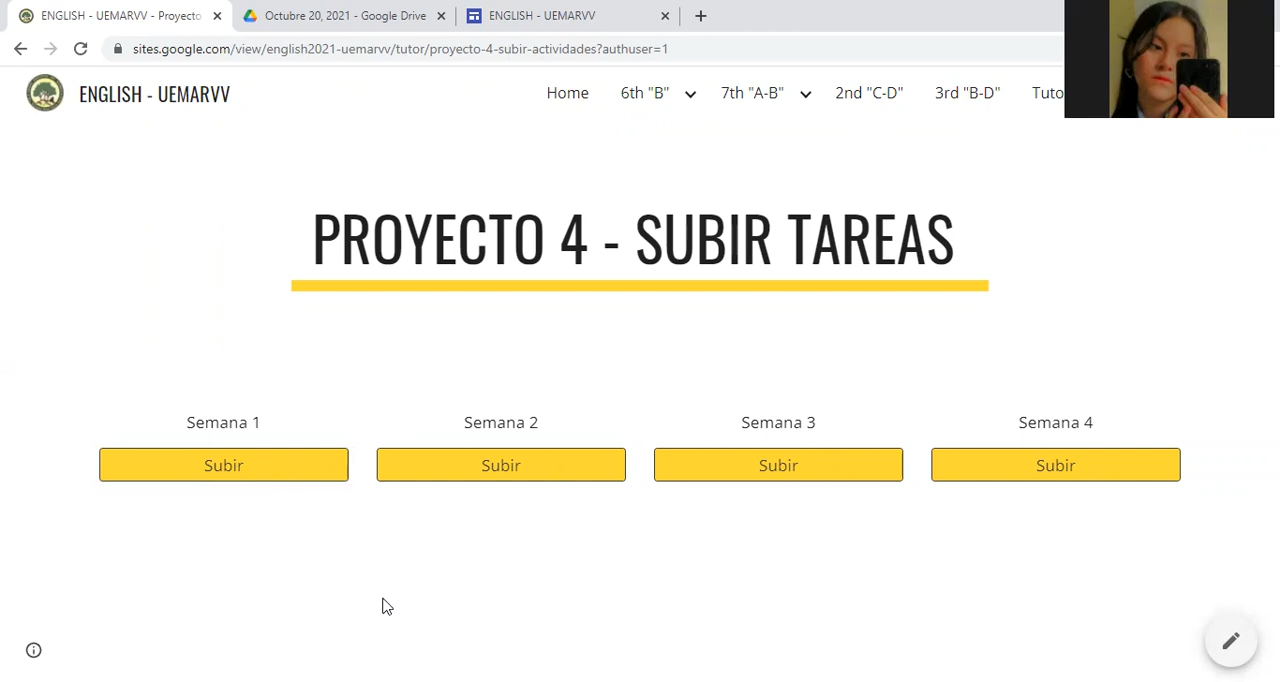 ENGLISH - UEMARVV - Proyecto
Octubre 20, 2021 - Google Drive
ENGLISH - UEMARVV
sites.google.com/view/english2021-uemarvv/tutor/proyecto-4-subir-actividades?authuser=1
ENGLISH - UEMARVV
Home 6th "B" 7th "A-B" 2nd "C-D" 3rd "B-D" Tuto
PROYECTO 4 - SUBIR TAREAS
Semana 1 Semana 2 Semana 3 Semana 4
Subir Subir Subir Subir